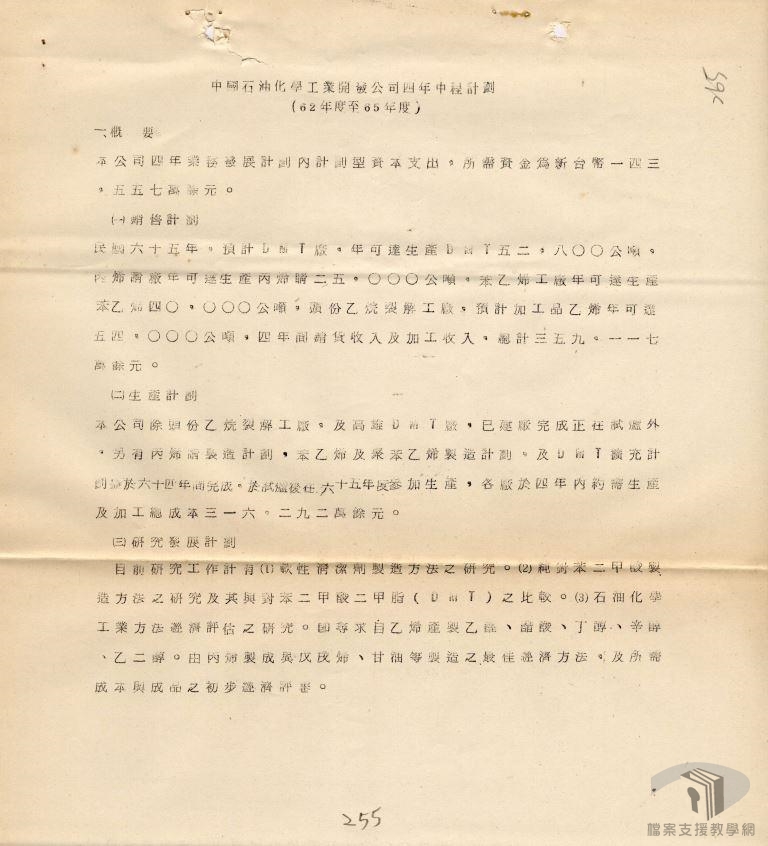 中國石油化學工業開發公司四年中程計劃
(62年度至65年度)
一、概 要
本公司四年業務發展計劃內計劃型資本支出，所需資金為新台幣一四三
，五五七萬餘元。
㈠銷售計劃
民國六十五年，預計DMT廠，年可達生產DMT五二，八〇〇公噸，
丙烯腈廠年可達生產丙烯腈二五，〇〇〇公噸，苯乙烯工廠年可達生產
苯乙烯四〇，〇〇〇公噸，頭份乙烷裂解工廠，預計加工品乙烯年可達
五四，〇〇〇公噸，四年間銷貨收入及加工收入，總計三五九，一一七
萬餘元。
㈡生產計劃
本公司除頭份乙烷裂解工廠，及高雄DMT廠，已建廠完成正在試爐外
，另有丙烯腈製造計劃，苯乙烯及聚苯乙烯製造計劃，及DMT擴充計
劃等於六十四年間完成，於試爐後在六十五年度參加生產，各廠於四年內約需生產
及加工總成本三一六，二九二萬餘元。
㈢研究發展計劃
目前研究工作計有⑴軟性清潔劑製造方法之研究。⑵純對苯二甲酸製
造方法之研究及其與對苯二甲酸二甲脂(DMT)之比較。⑶石油化學
工業方法經濟評估之研究。即尋求自乙烯產製乙醛、醋酸、丁醇、辛醇
、乙二醇。由丙烯製成異戊烯、甘油等製造之最佳經濟方法，及所需
成本與成品之初步經濟評審。
255
檔案支援教學網